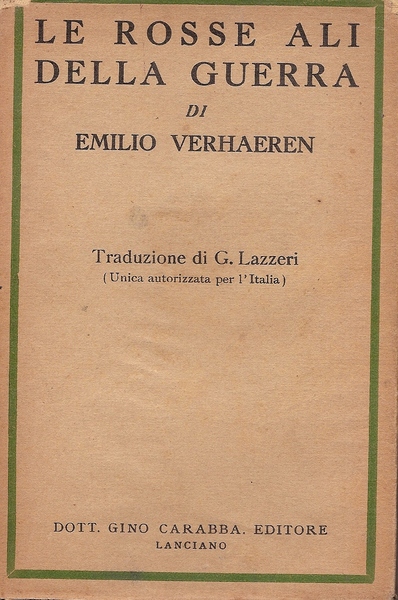 LE ROSSE ALI
DELLA GUERRA
DI
EMILIO VERHAEREN
Traduzione di G. Lazzeri
(Unica autorizzata per l'Italia)
DOTT. GINO CARABBA. EDITORE
LANCIANO